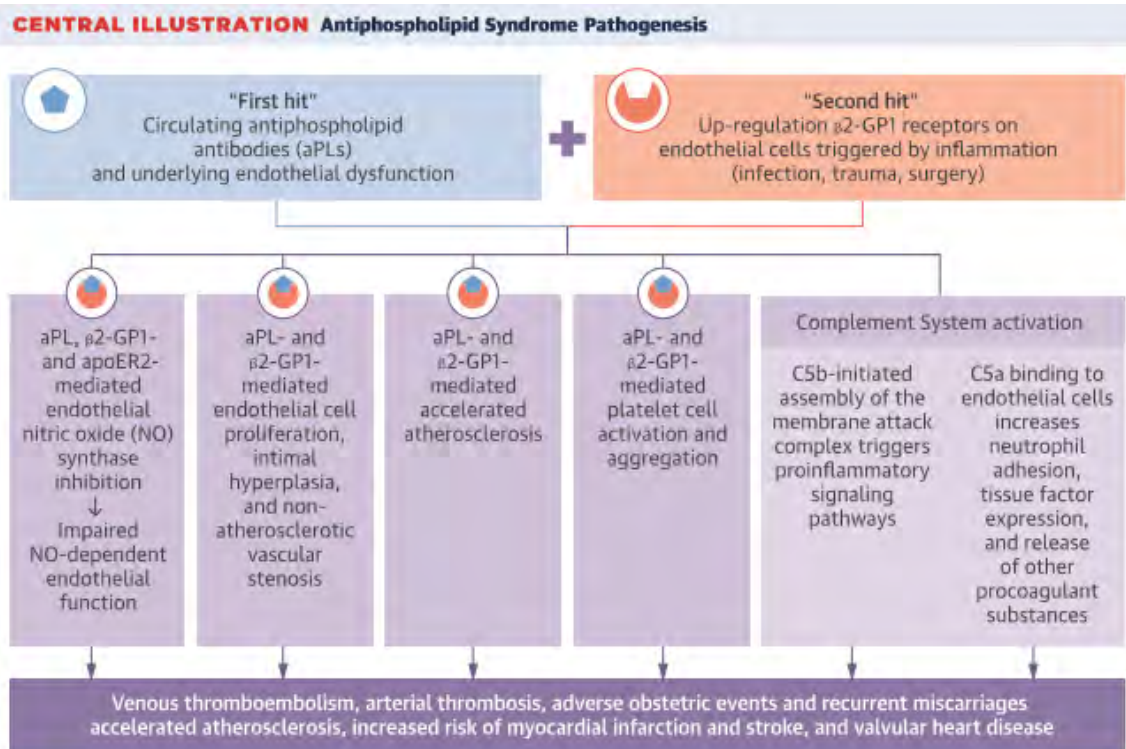 CENTRAL ILLUSTRATION Antiphospholipid Syndrome Pathogenesis
"First hit"
Circulating antiphospholipid
antibodies (aPLs)
and underlying endothelial dysfunction
"Second hit"
Up-regulation β2-GP1 receptors on
endothelial cells triggered by inflammation
(infection, trauma, surgery)
aPL, β2-GP1-
and apoER2-
mediated
endothelial
nitric oxide (NO)
synthase
inhibition
↓
Impaired
NO-dependent
endothelial
function
aPL- and
β2-GP1-
mediated
endothelial cell
proliferation,
intimal
hyperplasia,
and non-
atherosclerotic
vascular
stenosis
aPL- and
β2-GP1-
mediated
accelerated
atherosclerosis
aPL- and
β2-GP1-
mediated
platelet cell
activation and
aggregation
Complement System activation
C5b-initiated
assembly of the
membrane attack
complex triggers
proinflammatory
signaling
pathways
C5a binding to
endothelial cells
increases
neutrophil
adhesion,
tissue factor
expression,
and release
of other
procoagulant
substances
Venous thromboembolism, arterial thrombosis, adverse obstetric events and recurrent miscarriages
accelerated atherosclerosis, increased risk of myocardial infarction and stroke, and valvular heart disease